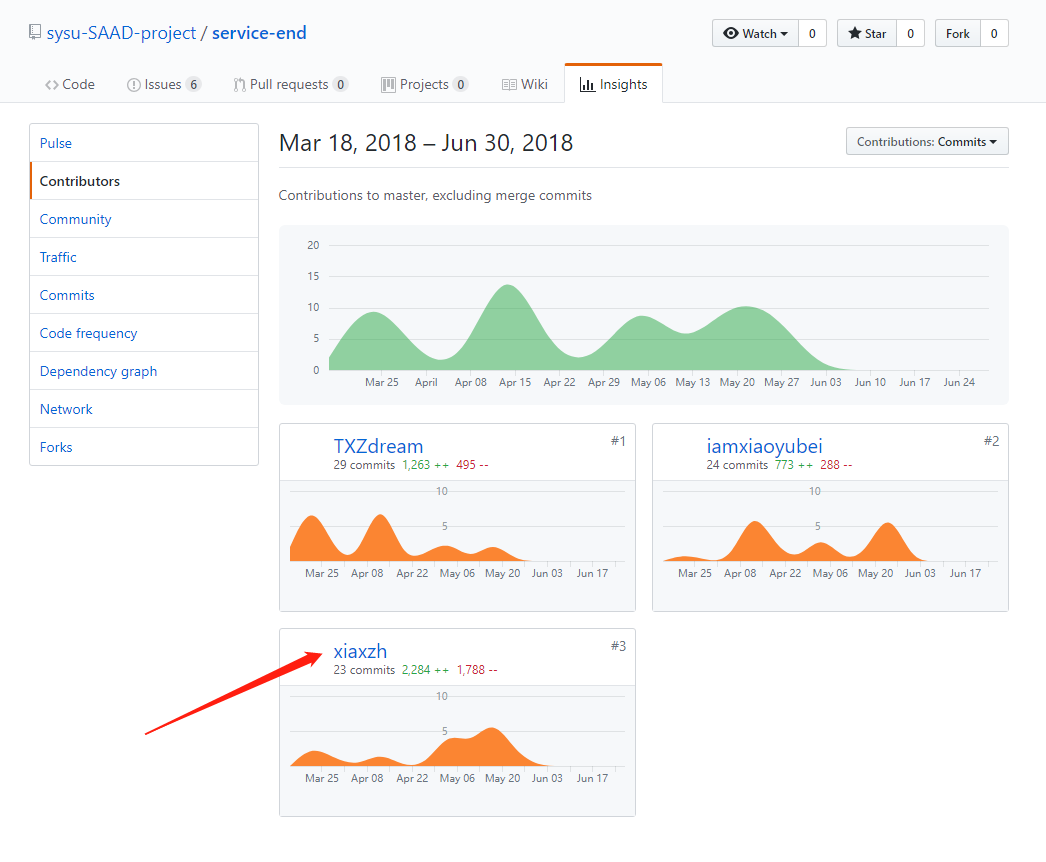 sysu-SAAD-project / service-end
Watch 0 Star 0 Fork 0
Code Issues 6 Pull requests 0 Projects 0 Wiki Insights
Pulse
Contributors
Community
Traffic
Commits
Code frequency
Dependency graph
Network
Forks
Mar 18, 2018 – Jun 30, 2018
Contributions: Commits
Contributions to master, excluding merge commits
20
15
10
5
0
Mar 25 April Apr 08 Apr 15 Apr 22 Apr 29 May 06 May 13 May 20 May 27 Jun 03 Jun 10 Jun 17 Jun 24
TXZdream #1
29 commits 1,263 ++ 495 --
10
5
Mar 25 Apr 08 Apr 22 May 06 May 20 Jun 03 Jun 17
iamxiaoyubei #2
24 commits 773 ++ 288 --
10
5
Mar 25 Apr 08 Apr 22 May 06 May 20 Jun 03 Jun 17
xiaxzh #3
23 commits 2,284 ++ 1,788 --
10
5
Mar 25 Apr 08 Apr 22 May 06 May 20 Jun 03 Jun 17